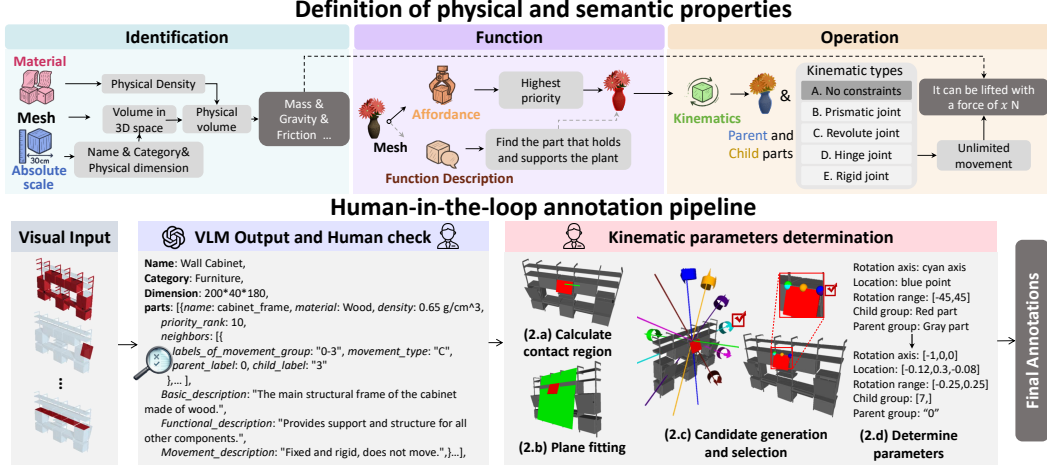 Definition of physical and semantic properties
Identification
Function
Operation
Material
Mesh
30cm
Absolute
scale
Physical Density
Volume in
3D space
Physical
volume
Name & Category&
Physical dimension
Mass &
Gravity &
Friction ...
Mesh
Affordance
Function Description
Highest
priority
Find the part that holds
and supports the plant
Kinematics
&
Parent and
Child parts
Kinematic types
A. No constraints
B. Prismatic joint
C. Revolute joint
D. Hinge joint
E. Rigid joint
It can be lifted
with a
force of x N
Unlimited
movement
Human-in-the-loop annotation pipeline
Visual Input
VLM Output and Human check
Name: Wall Cabinet,
Category: Furniture,
Dimension: 200*40*180,
parts: [{name: cabinet_frame, material: Wood, density: 0.65 g/cm^3,
priority_rank: 10,
neighbors: [{
labels_of_movement_group: "0-3", movement_type: "C",
parent_label: 0, child_label: "3"
},... ],
Basic_description: "The main structural frame of the cabinet
made of wood.",
Functional_description: "Provides support and structure for all
other components.",
Movement_description: "Fixed and rigid, does not move.",{}...],
Kinematic parameters determination
(2.a) Calculate
contact region
(2.b) Plane fitting
(2.c) Candidate generation
and selection
Rotation axis: cyan axis
Location: blue point
Rotation range: [-45,45]
Child group: Red part
Parent group: Gray part
Rotation axis: [-1,0,0]
Location: [-0.12,0.3,-0.08]
Rotation range: [-0.25,0.25]
Child group: [7,]
Parent group: "0"
(2.d) Determine
parameters
Final Annotations